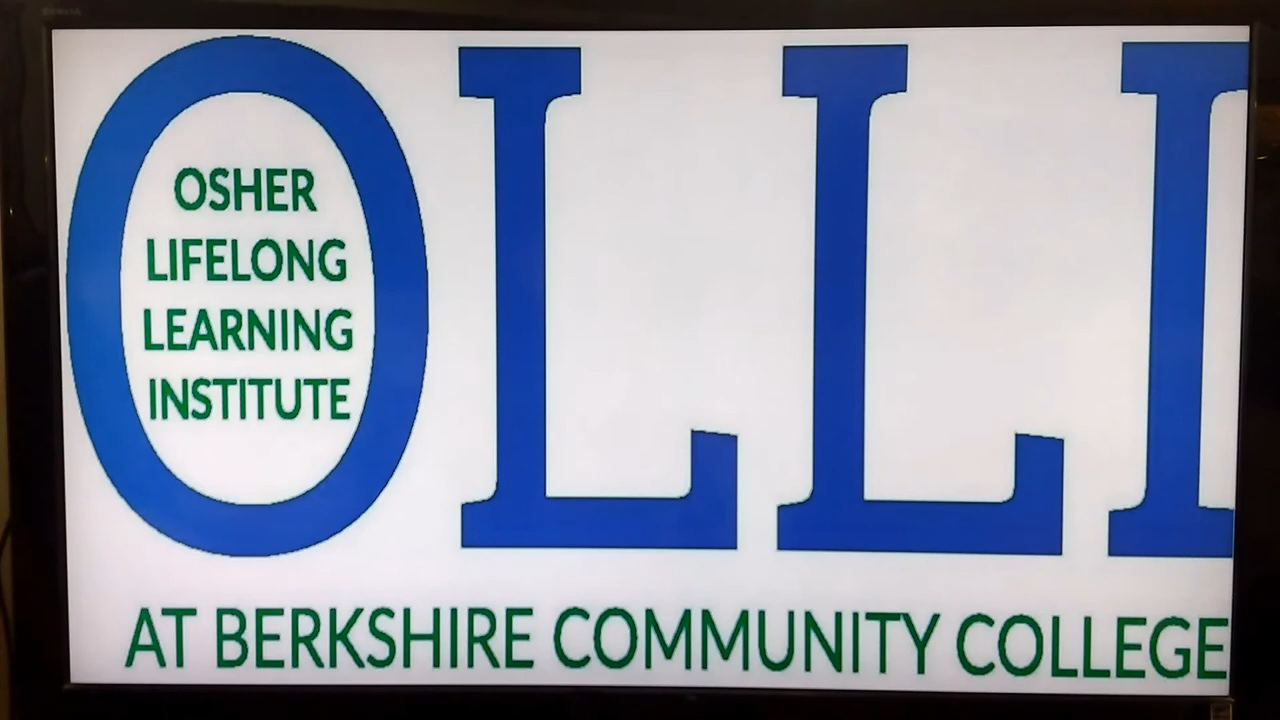 OLLI
OSHER
LIFELONG
LEARNING
INSTITUTE
AT BERKSHIRE COMMUNITY COLLEGE